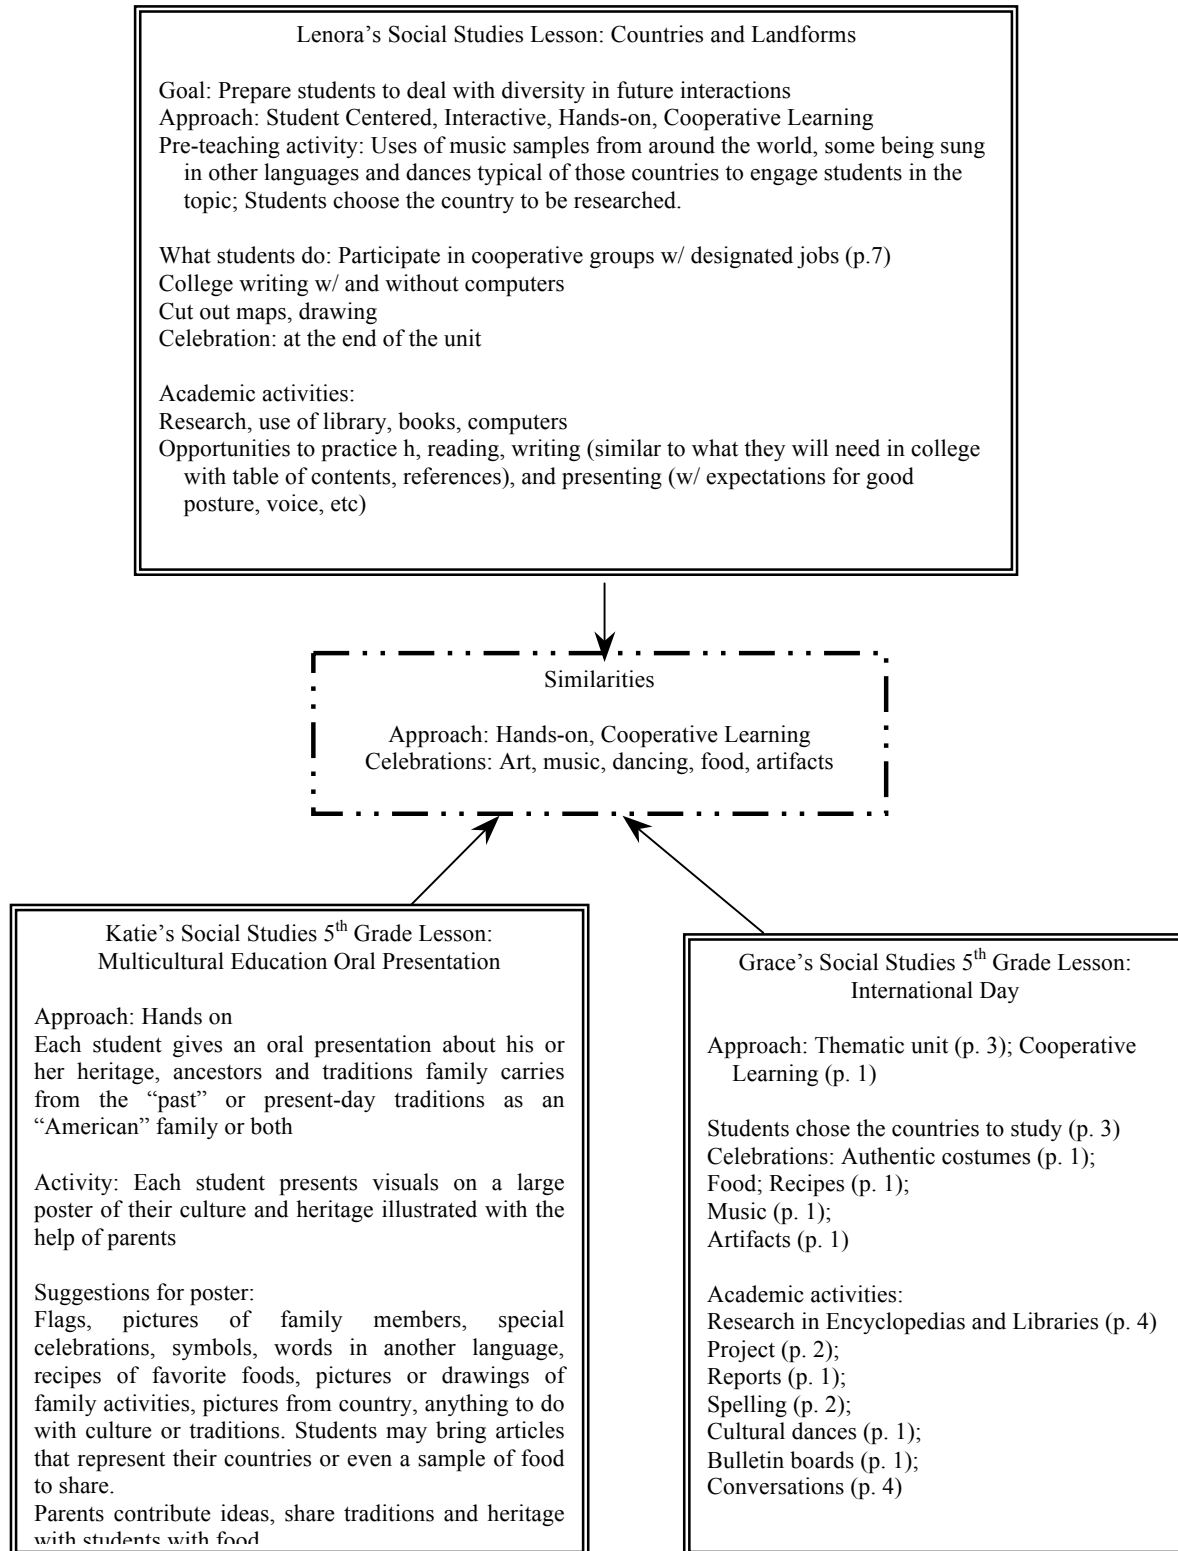 Lenora’s Social Studies Lesson: Countries and Landforms
Goal: Prepare students to deal with diversity in future interactions
Approach: Student Centered, Interactive, Hands-on, Cooperative Learning
Pre-teaching activity: Uses of music samples from around the world, some being sung
in other languages and dances typical of those countries to engage students in the
topic; Students choose the country to be researched.
What students do: Participate in cooperative groups w/ designated jobs (p.7)
College writing w/ and without computers
Cut out maps, drawing
Celebration: at the end of the unit
Academic activities:
Research, use of library, books, computers
Opportunities to practice h, reading, writing (similar to what they will need in college
with table of contents, references), and presenting (w/ expectations for good
posture, voice, etc)
Similarities
Approach: Hands-on, Cooperative Learning
Celebrations: Art, music, dancing, food, artifacts
Katie’s Social Studies 5th Grade Lesson:
Multicultural Education Oral Presentation
Approach: Hands on
Each student gives an oral presentation about his or
her heritage, ancestors and traditions family carries
from the “past” or present-day traditions as an
“American” family or both
Activity: Each student presents visuals on a large
poster of their culture and heritage illustrated with the
help of parents
Suggestions for poster:
Flags, pictures of family members, special
celebrations, symbols, words in another language,
recipes of favorite foods, pictures or drawings of
family activities, pictures from country, anything to do
with culture or traditions. Students may bring articles
that represent their countries or even a sample of food
to share.
Parents contribute ideas, share traditions and heritage
with students with food
Grace’s Social Studies 5th Grade Lesson:
International Day
Approach: Thematic unit (p. 3); Cooperative
Learning (p. 1)
Students chose the countries to study (p. 3)
Celebrations: Authentic costumes (p. 1);
Food; Recipes (p. 1);
Music (p. 1);
Artifacts (p. 1)
Academic activities:
Research in Encyclopedias and Libraries (p. 4)
Project (p. 2);
Reports (p. 1);
Spelling (p. 2);
Cultural dances (p. 1);
Bulletin boards (p. 1);
Conversations (p. 4)